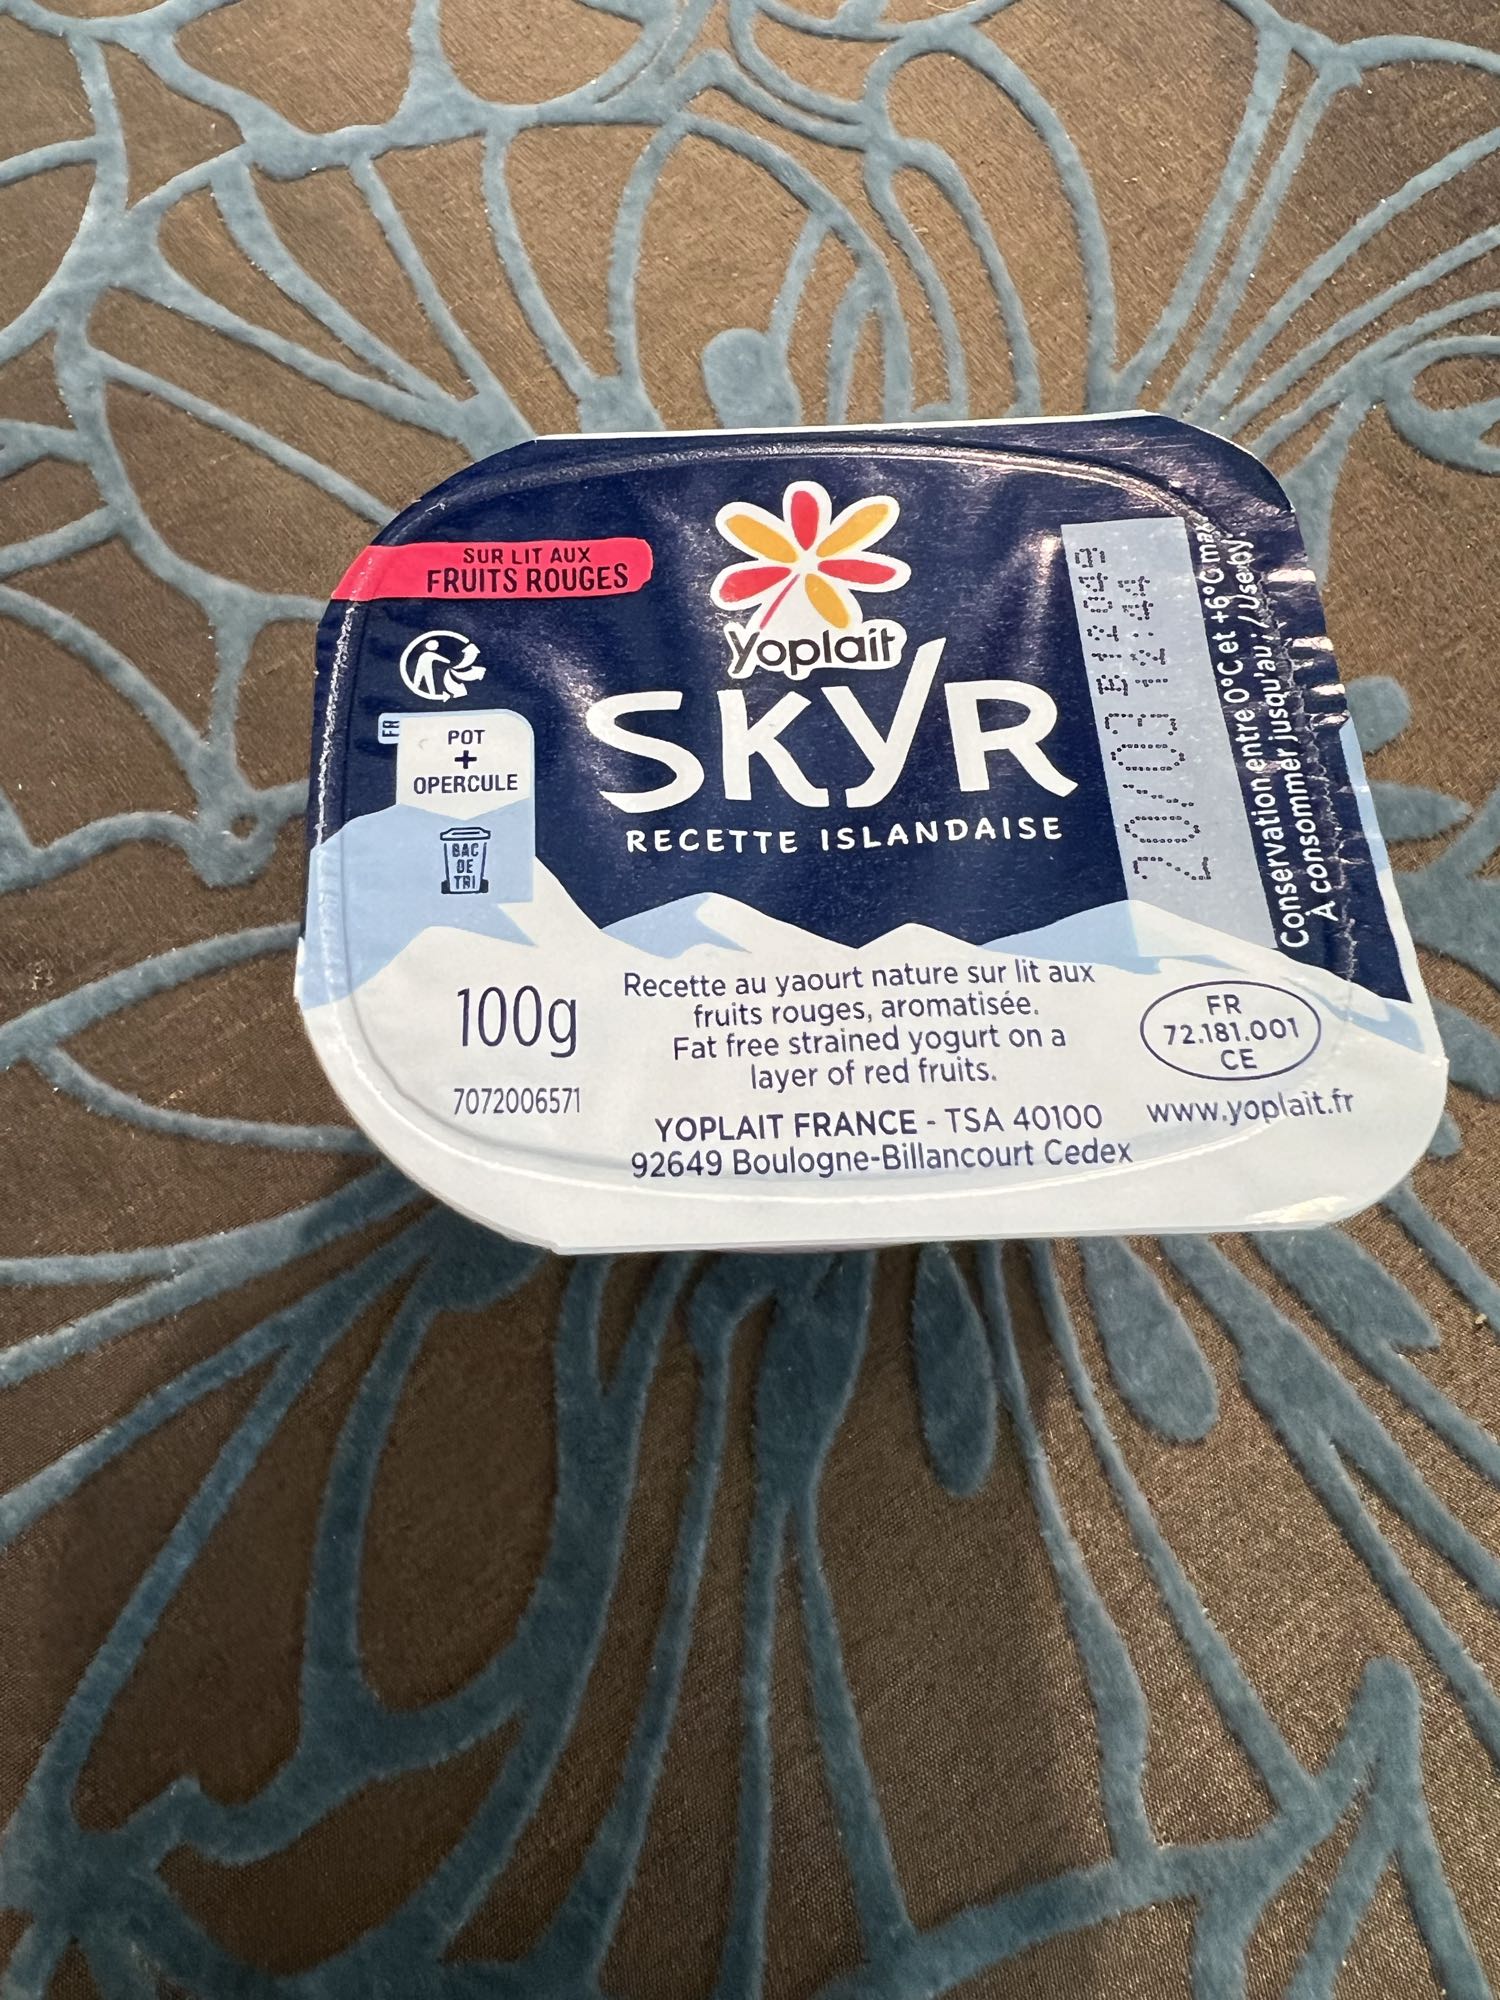 SUR LIT AUX
FRUITS ROUGES
Yoplait
SKYR
RECETTE ISLANDAISE
FR
POT
+
OPERCULE
BAC
DE
TRI
20/03 E12
12:44
Conservation entre 0°C et +6°C max
À consommer jusqu'au : / Use by:
100g
7072006571
Recette au yaourt nature sur lit aux
fruits rouges, aromatisée.
Fat free strained yogurt on a
layer of red fruits.
YOPLAIT FRANCE - TSA 40100
92649 Boulogne-Billancourt Cedex
FR
72.181.001
CE
www.yoplait.fr